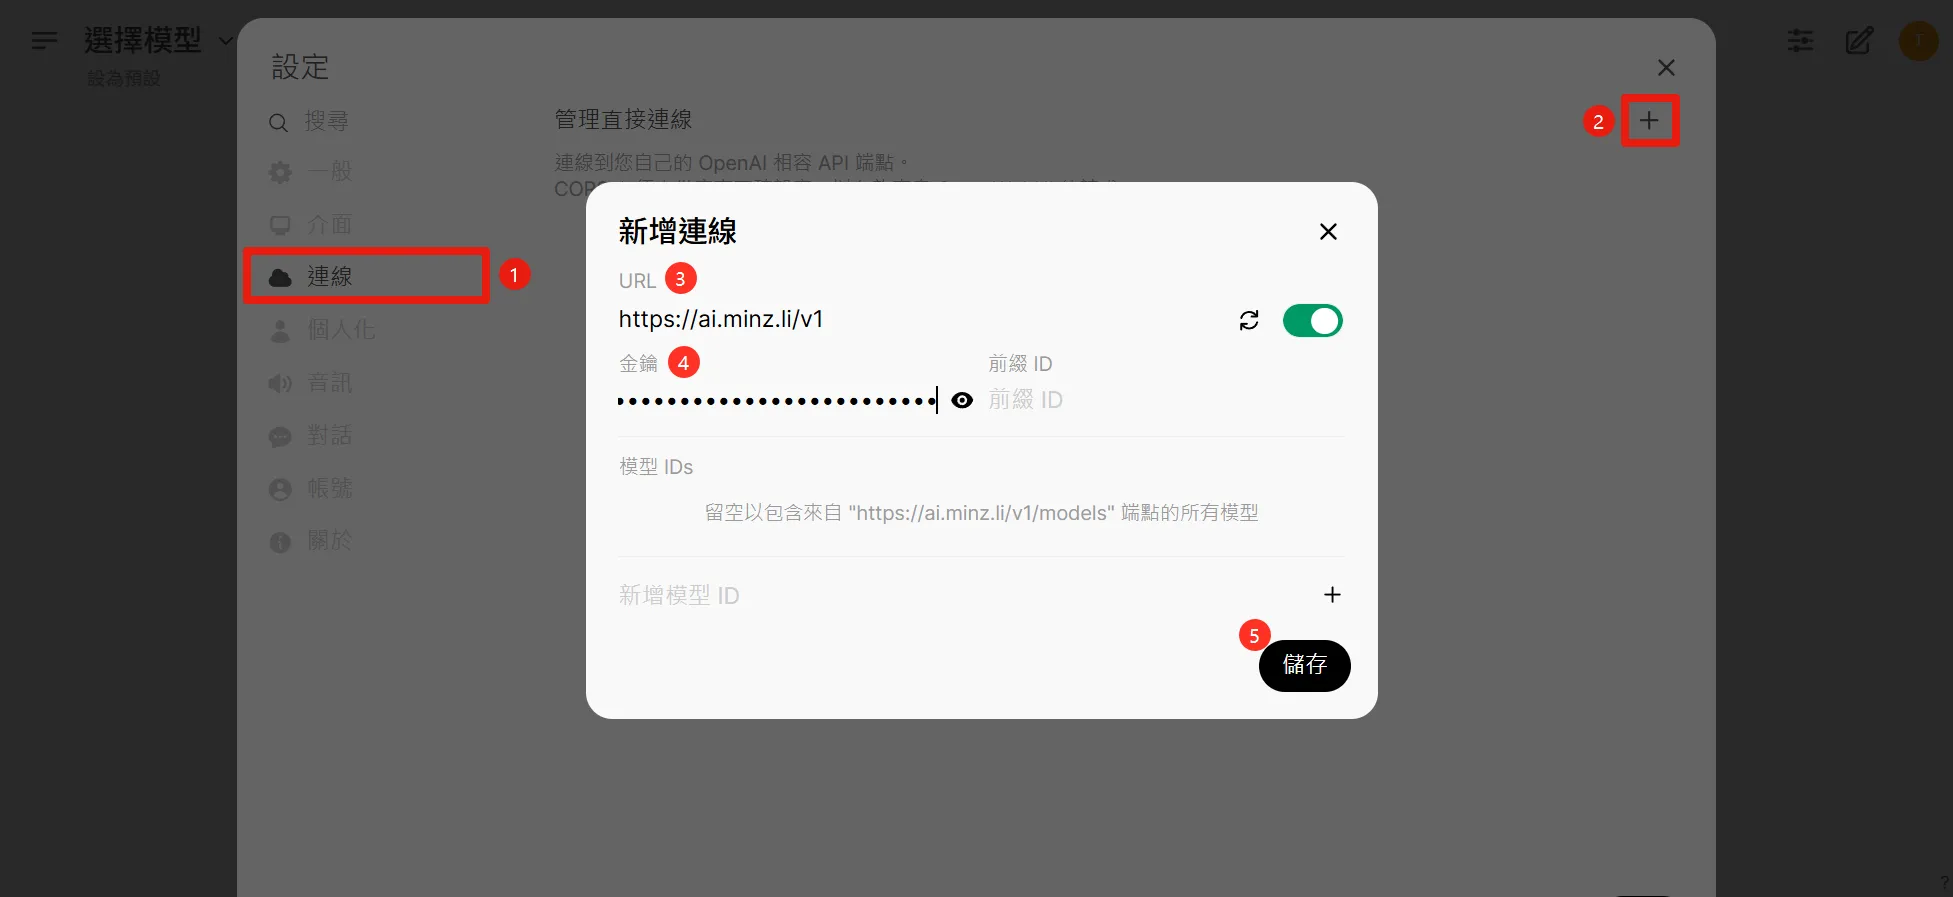 選擇模型
設為預設
設定
搜尋
一般
介面
連線
1
個人化
音訊
對話
帳號
關於
管理直接連線
2
連線到您自己的 OpenAI 相容 API 端點。
新增連線
URL 3
https://ai.minz.li/v1
金鑰 4
前綴 ID
前綴 ID
模型 IDs
留空以包含來自 "https://ai.minz.li/v1/models" 端點的所有模型
新增模型 ID
5
儲存
?